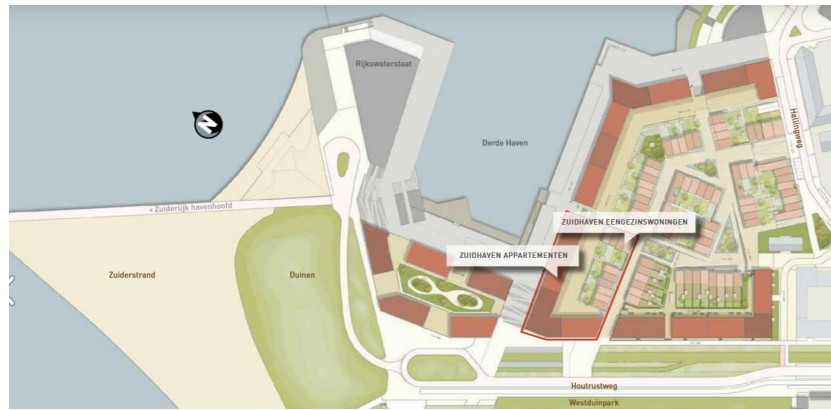 Rijkswaterstaat
N
Hellingweg
Derde Haven
< Zuiderlijk havenhoofd
ZUIDHAVEN EENGEZINSWONINGEN
ZUIDHAVEN APPARTEMENTEN
Zuiderstrand
Duinen
Houtrustweg
Westduinpark